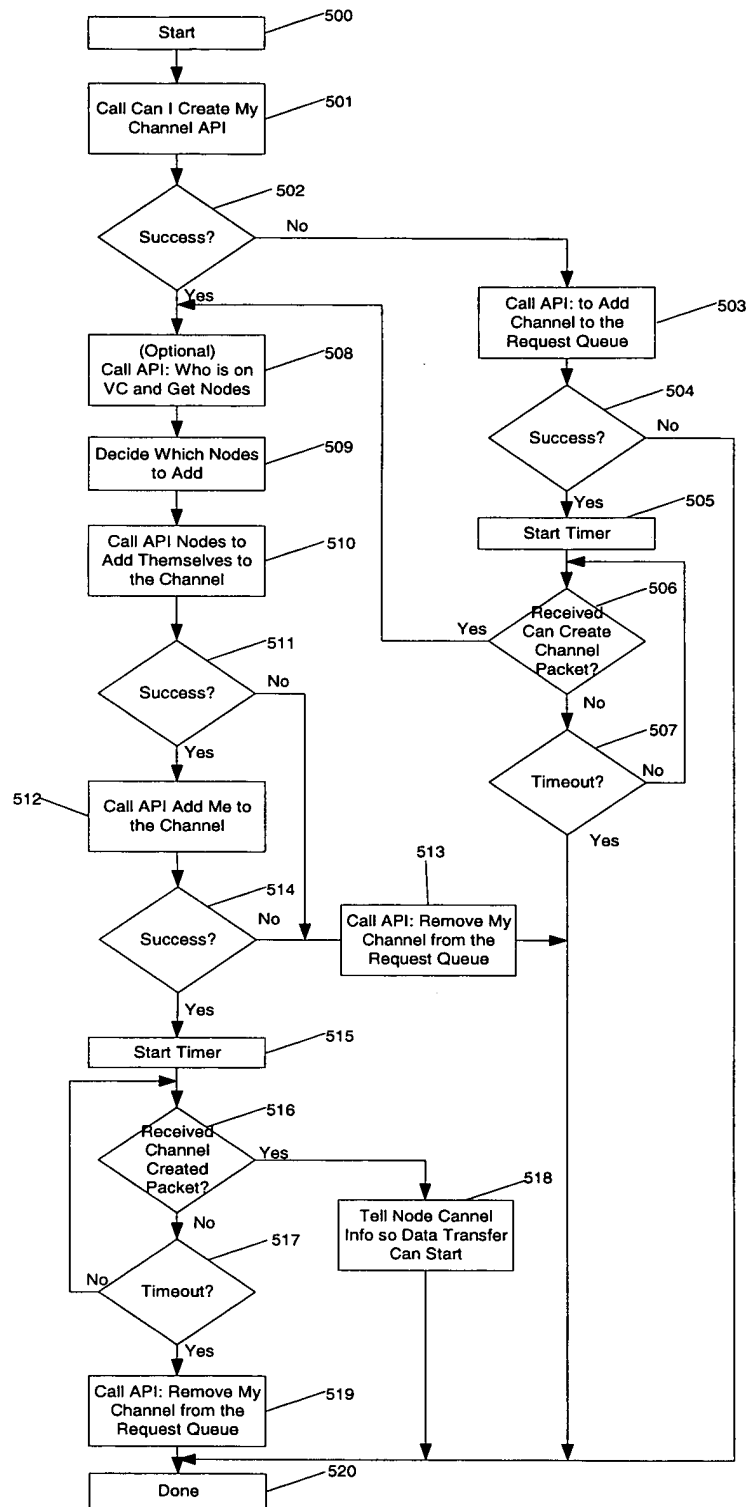 500
Start
501
Call Can I Create My
Channel API
502
Success?
No
Yes
503
Call API: to Add
Channel to the
Request Queue
508
(Optional)
Call API: Who is on
VC and Get Nodes
504
Success?
No
Yes
509
Decide Which Nodes
to Add
505
Start Timer
510
Call API Nodes to
Add Themselves to
the Channel
506
Received
Can Create
Channel
Packet?
Yes
No
511
Success?
No
Yes
507
Timeout?
No
Yes
512
Call API Add Me to
the Channel
513
Call API: Remove My
Channel from the
Request Queue
514
Success?
No
Yes
515
Start Timer
516
Received
Channel
Created
Packet?
Yes
No
518
Tell Node Cannel
Info so Data Transfer
Can Start
517
Timeout?
No
Yes
519
Call API: Remove My
Channel from the
Request Queue
520
Done